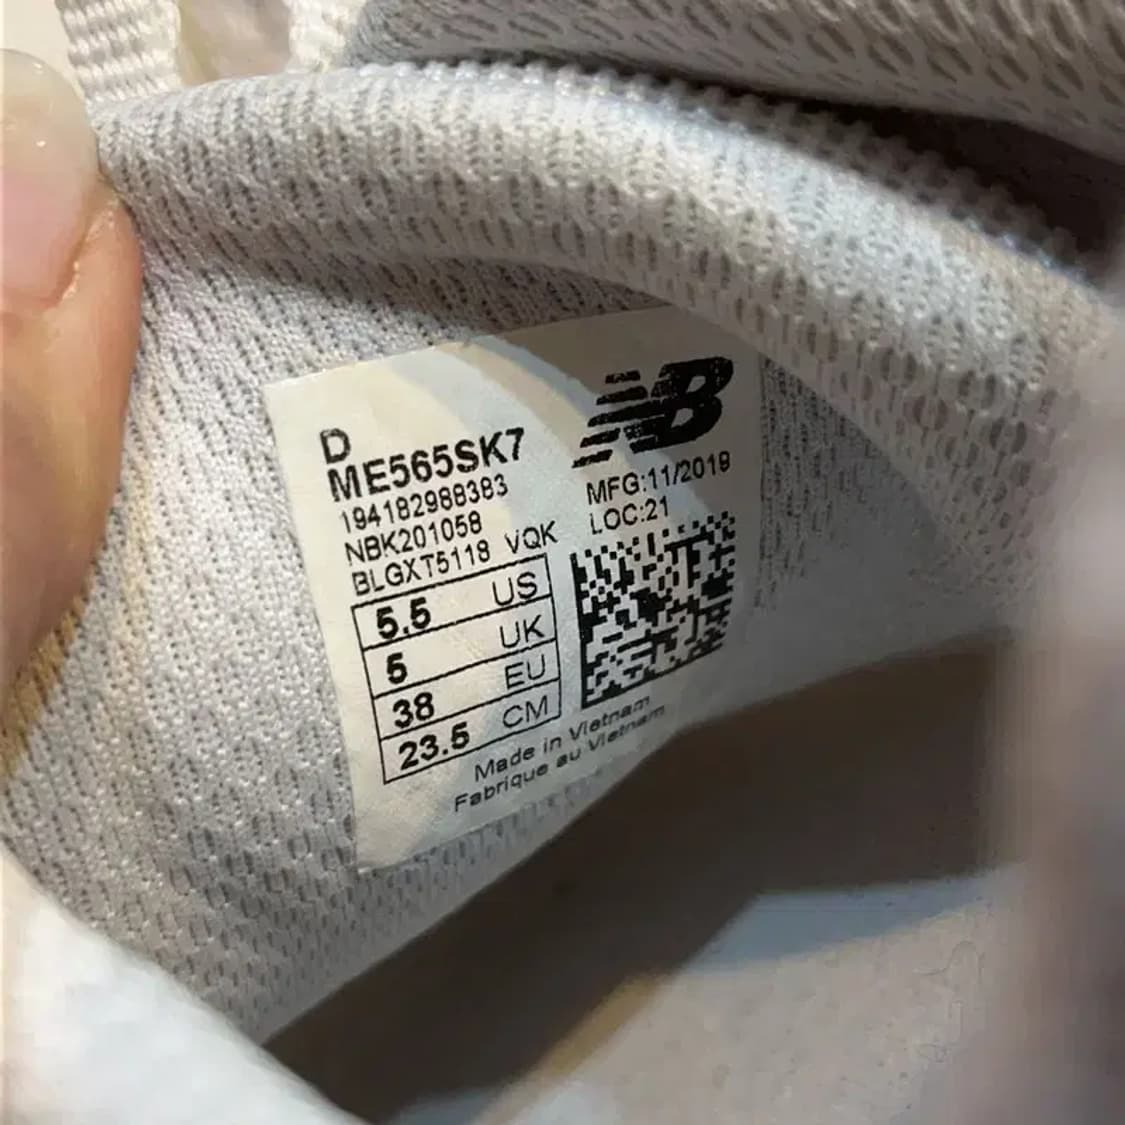 D
ME565SK7
194182988383
NBK201058
BLGXT5118 VQK
5.5 US
5 UK
38 EU
23.5 CM
NB
MFG:11/2019
LOC:21
Made in Vietnam
Fabrique au Vietnam